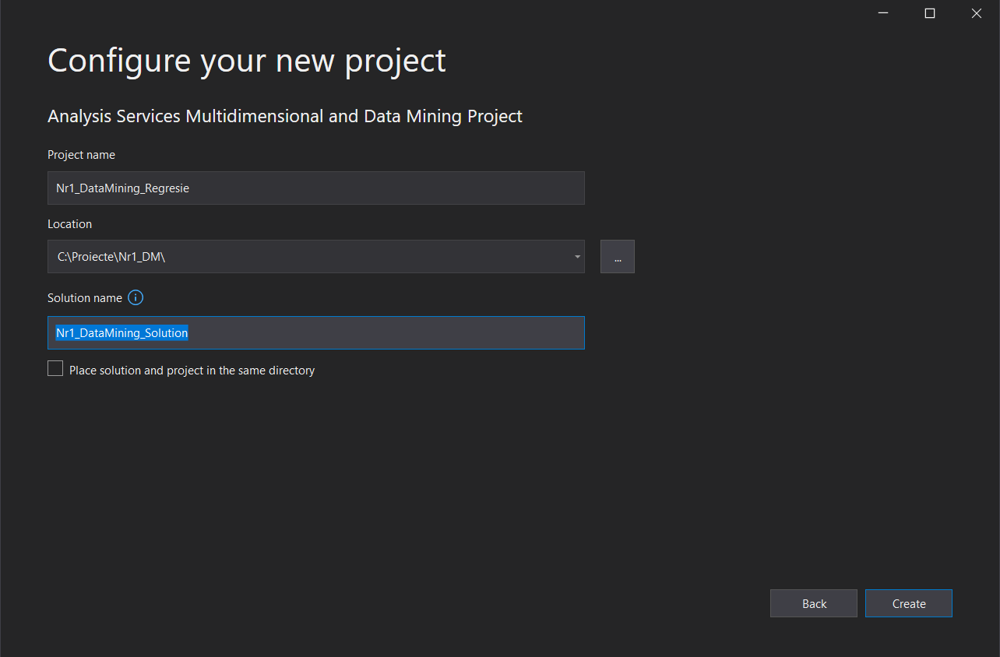 Configure your new project
Analysis Services Multidimensional and Data Mining Project
Project name
Nr1_DataMining_Regresie
Location
C:\Proiecte\Nr1_DM\
...
Solution name
Nr1_DataMining_Solution
Place solution and project in the same directory
Back
Create